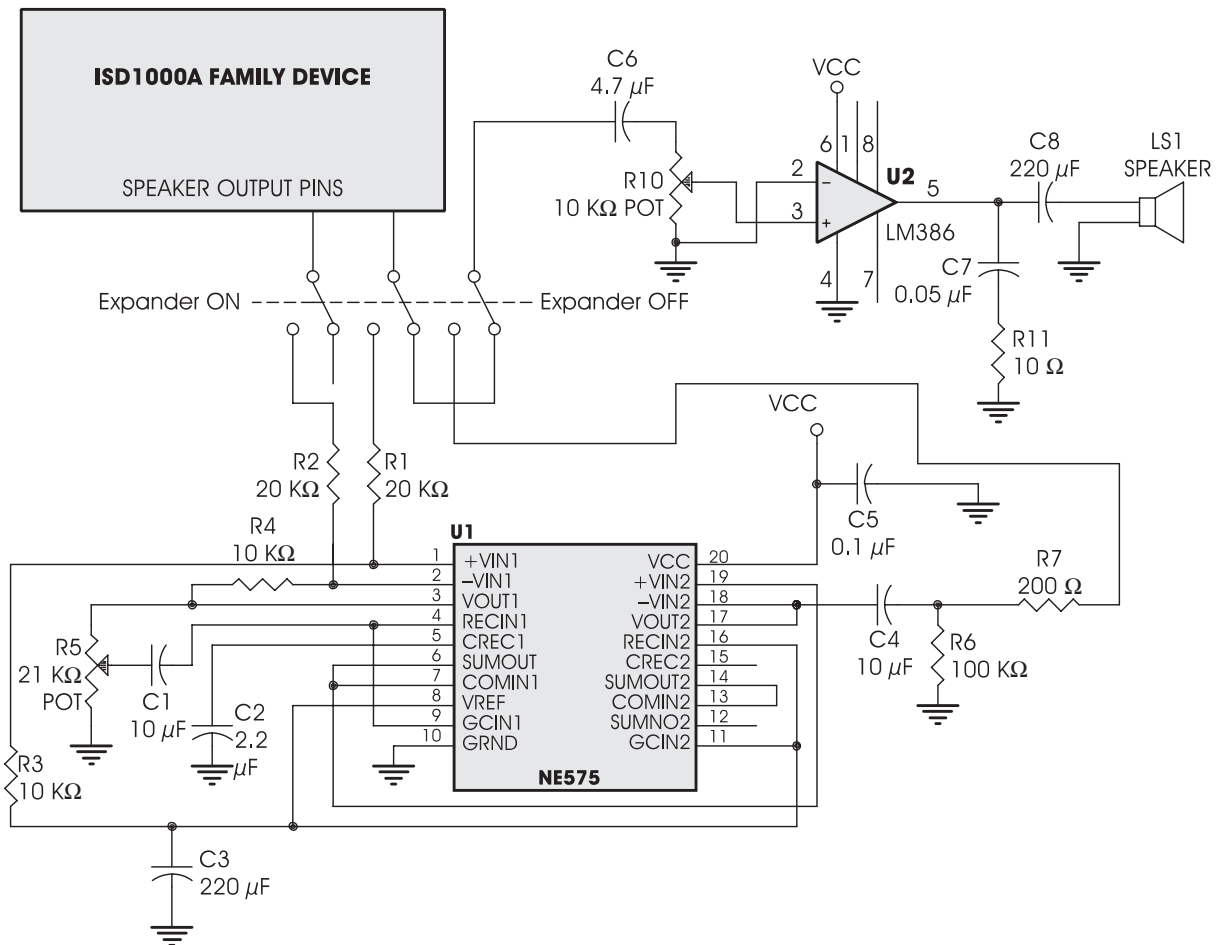 ISD1000A FAMILY DEVICE
SPEAKER OUTPUT PINS
C6
4.7 µF
VCC
R10
10 KΩ POT
6
1
8
2
3
−
+
U2
5
LM386
4
7
C8
220 µF
LS1
SPEAKER
C7
0.05 µF
R11
10 Ω
Expander ON
Expander OFF
VCC
R2
20 KΩ
R1
20 KΩ
R4
10 KΩ
C5
0.1 µF
R7
200 Ω
C4
10 µF
R6
100 KΩ
R5
21 KΩ
POT
C1
10 µF
C2
2.2
µF
R3
10 KΩ
C3
220 µF
U1
1 +VIN1
2 −VIN1
3 VOUT1
4 RECIN1
5 CREC1
6 SUMOUT
7 COMIN1
8 VREF
9 GCIN1
10 GRND
VCC 20
+VIN2 19
−VIN2 18
VOUT2 17
RECIN2 16
CREC2 15
SUMOUT2 14
COMIN2 13
SUMNO2 12
GCIN2 11
NE575